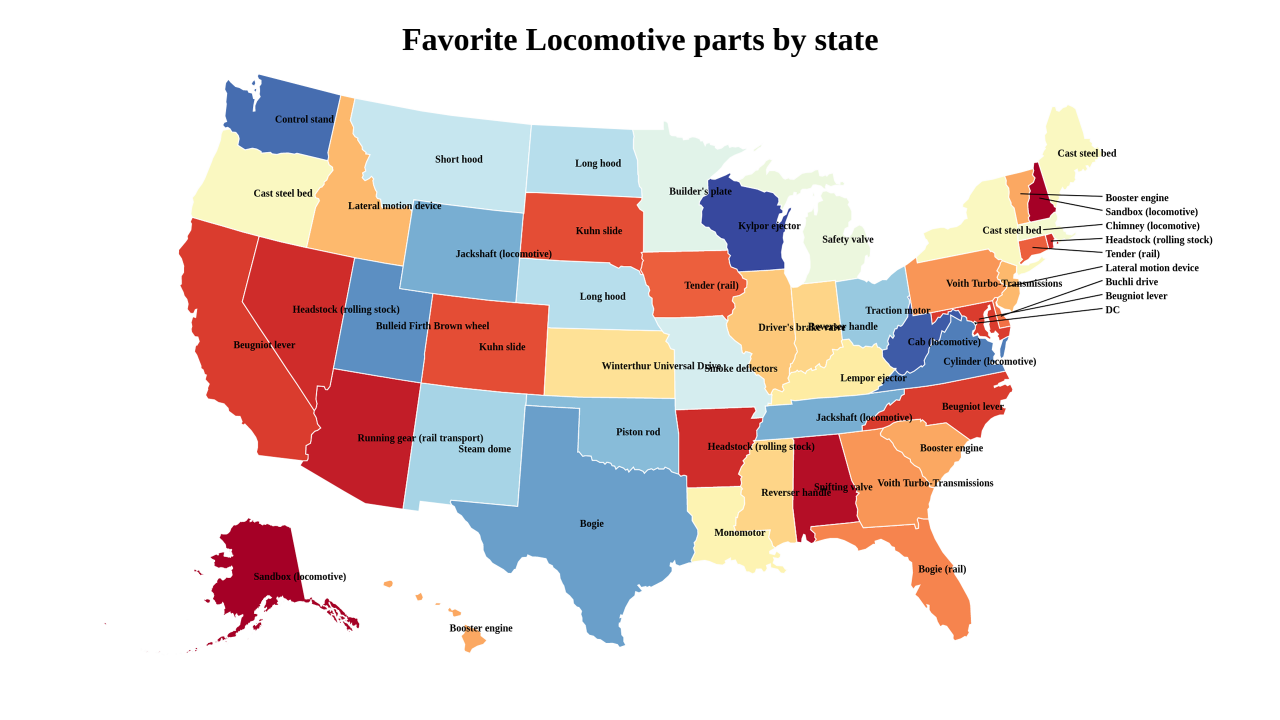 Favorite Locomotive parts by state
Control stand
Short hood
Long hood
Cast steel bed
Cast steel bed
Lateral motion device
Builder's plate
Booster engine
Sandbox (locomotive)
Kylpor ejector
Chimney (locomotive)
Kuhn slide
Cast steel bed
Safety valve
Headstock (rolling stock)
Jackshaft (locomotive)
Tender (rail)
Lateral motion device
Tender (rail)
Voith Turbo-Transmissions
Buchli drive
Long hood
Beugniot lever
Headstock (rolling stock)
Traction motor
DC
Bulleid Firth Brown wheel
Driver's brake valve
Reverser handle
Beugniot lever
Kuhn slide
Cab (locomotive)
Cylinder (locomotive)
Winterthur Universal Drive
Smoke deflectors
Lempor ejector
Beugniot lever
Jackshaft (locomotive)
Piston rod
Running gear (rail transport)
Steam dome
Headstock (rolling stock)
Booster engine
Voith Turbo-Transmissions
Snifting valve
Reverser handle
Bogie
Monomotor
Bogie (rail)
Sandbox (locomotive)
Booster engine